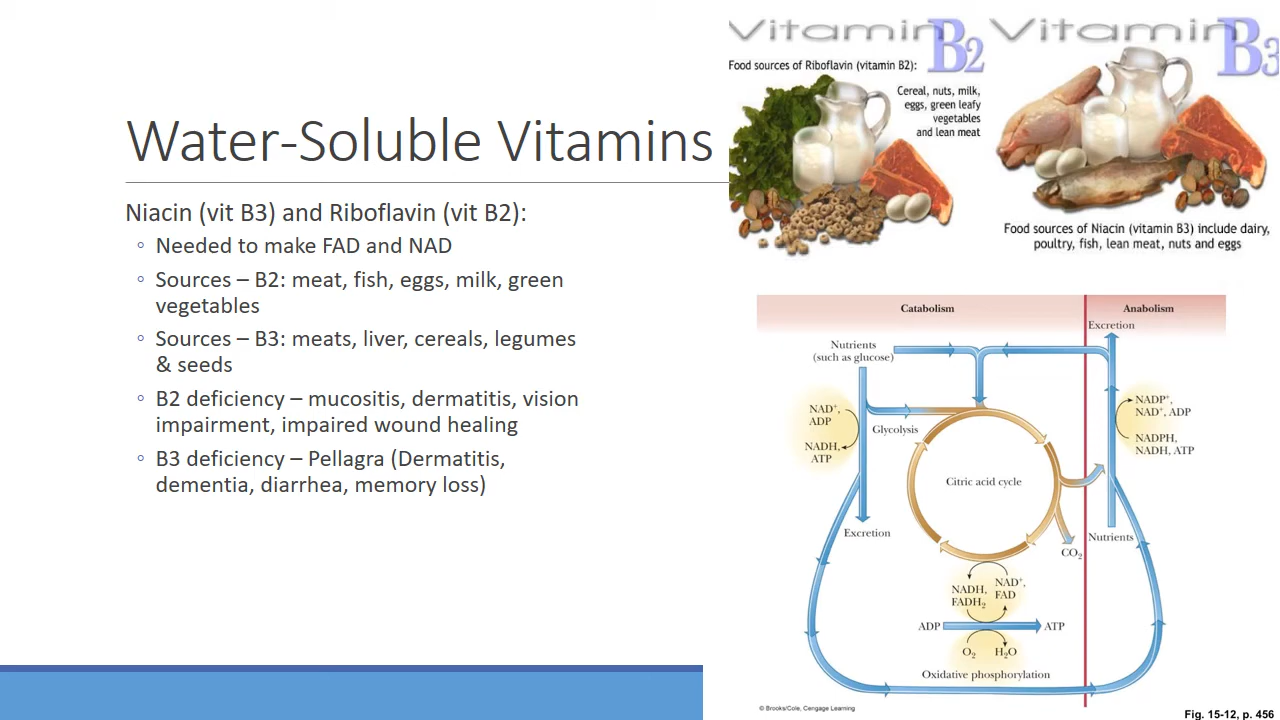 Water-Soluble Vitamins
Niacin (vit B3) and Riboflavin (vit B2):
◦ Needed to make FAD and NAD
◦ Sources – B2: meat, fish, eggs, milk, green
vegetables
◦ Sources – B3: meats, liver, cereals, legumes
& seeds
◦ B2 deficiency – mucositis, dermatitis, vision
impairment, impaired wound healing
◦ B3 deficiency – Pellagra (Dermatitis,
dementia, diarrhea, memory loss)
Vitamin B2
Food sources of Riboflavin (vitamin B2):
Cereal, nuts, milk,
eggs, green leafy
vegetables
and lean meat
Vitamin B3
Food sources of Niacin (vitamin B3) include dairy,
poultry, fish, lean meat, nuts and eggs
Catabolism
Anabolism
Excretion
Nutrients
(such as glucose)
NAD⁺,
ADP
NADH,
ATP
Glycolysis
NADP⁺,
NAD⁺, ADP
NADPH,
NADH, ATP
Citric acid cycle
Excretion
Nutrients
CO₂
NADH,
FADH₂
NAD⁺,
FAD
ADP
ATP
O₂
H₂O
Oxidative phosphorylation
© Brooks/Cole, Cengage Learning
Fig. 15-12, p. 456